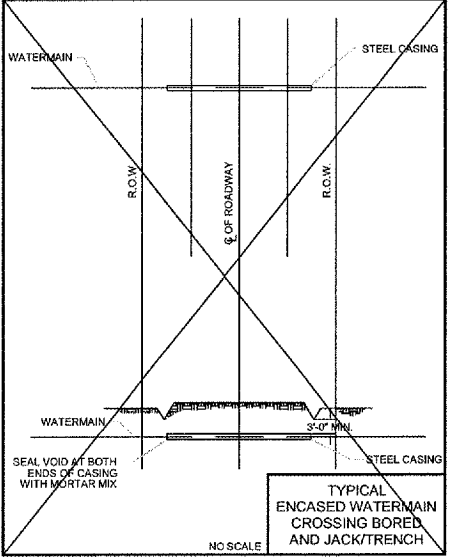 WATERMAIN
STEEL CASING
R.O.W.
℄ OF ROADWAY
R.O.W.
WATERMAIN
3'-0" MIN.
SEAL VOID AT BOTH
ENDS OF CASING
WITH MORTAR MIX
STEEL CASING
NO SCALE
TYPICAL
ENCASED WATERMAIN
CROSSING BORED
AND JACK/TRENCH